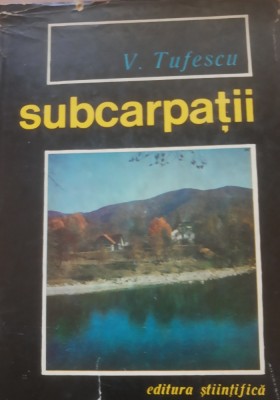 V. Tufescu
subcarpații
editura științifică